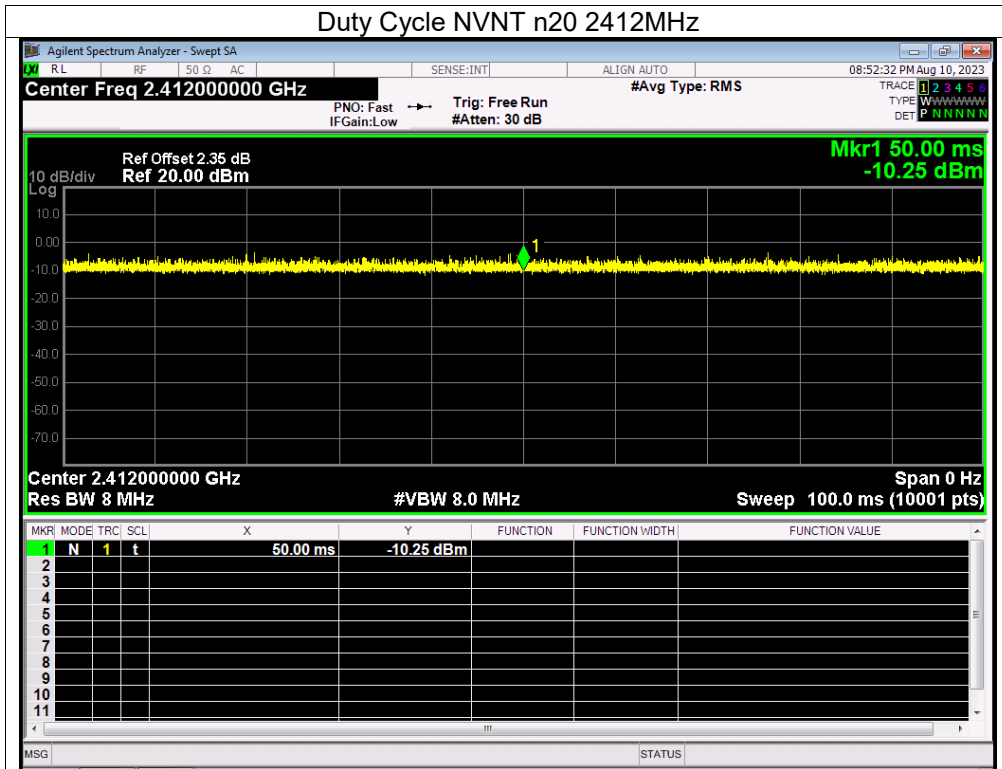 Duty Cycle NVNT n20 2412MHz
Agilent Spectrum Analyzer - Swept SA
LXI RL RF 50 Ω AC SENSE:INT ALIGN AUTO 08:52:32 PM Aug 10, 2023
Center Freq 2.412000000 GHz #Avg Type: RMS TRACE 1 2 3 4 5 6
PNO: Fast Trig: Free Run TYPE WWWWWW
IFGain:Low #Atten: 30 dB DET P N N N N N
Mkr1 50.00 ms
Ref Offset 2.35 dB
10 dB/div Ref 20.00 dBm -10.25 dBm
Log
10.0
0.00
1
-10.0
-20.0
-30.0
-40.0
-50.0
-60.0
-70.0
Center 2.412000000 GHz Span 0 Hz
Res BW 8 MHz #VBW 8.0 MHz Sweep 100.0 ms (10001 pts)
MKR MODE TRC SCL X Y FUNCTION FUNCTION WIDTH FUNCTION VALUE
1 N 1 t 50.00 ms -10.25 dBm
2
3
4
5
6
7
8
9
10
11
MSG STATUS